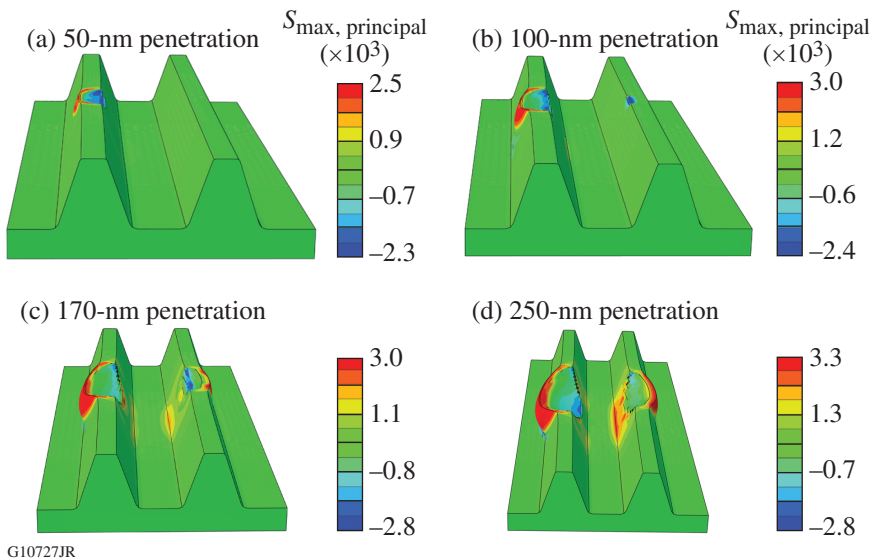 (a) 50-nm penetration
S_max, principal
(×10³)
2.5
0.9
–0.7
–2.3
(b) 100-nm penetration
S_max, principal
(×10³)
3.0
1.2
–0.6
–2.4
(c) 170-nm penetration
3.0
1.1
–0.8
–2.8
(d) 250-nm penetration
3.3
1.3
–0.7
–2.8
G10727JR